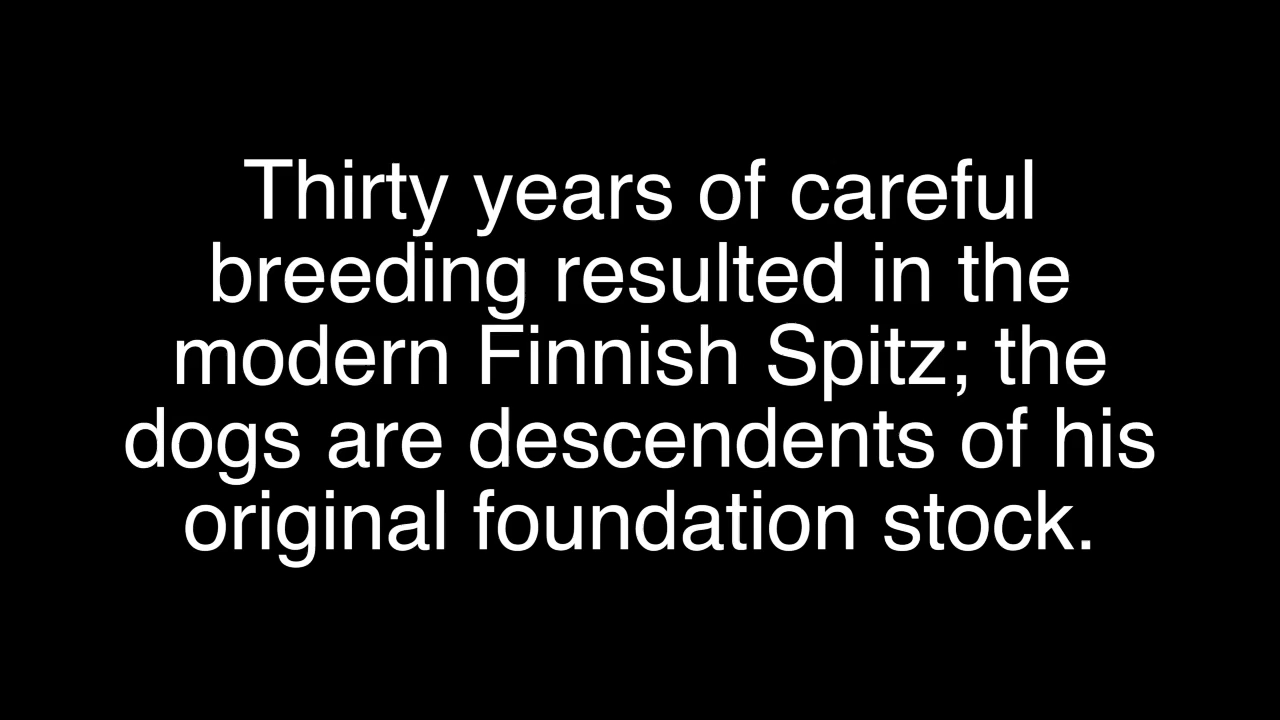 Thirty years of careful
breeding resulted in the
modern Finnish Spitz; the
dogs are descendents of his
original foundation stock.